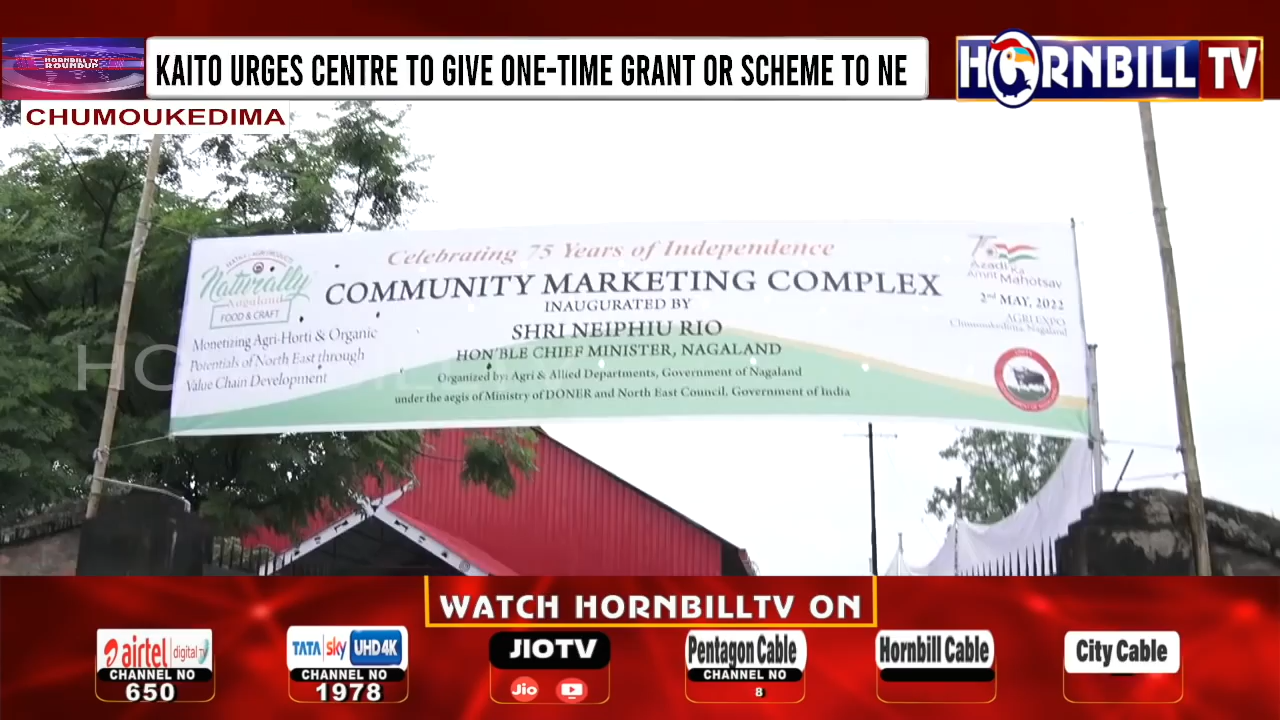 HORNBILL TV
ROUNDUP
KAITO URGES CENTRE TO GIVE ONE-TIME GRANT OR SCHEME TO NE
HORNBILL TV
CHUMOUKEDIMA
Celebrating 75 Years of Independence
COMMUNITY MARKETING COMPLEX
INAUGURATED BY
SHRI NEIPHIU RIO
HON'BLE CHIEF MINISTER, NAGALAND
Organized by: Agri & Allied Departments, Government of Nagaland
under the aegis of Ministry of DONER and North East Council, Government of India
Naturally
Nagaland
FOOD & CRAFT
Monetizing Agri-Horti & Organic
Potentials of North East through
Value Chain Development
Azadi Ka
Amrit Mahotsav
2nd MAY, 2022
AGRI EXPO
Chumoukedima, Nagaland
WATCH HORNBILLTV ON
airtel digital TV
CHANNEL NO
650
TATA sky UHD 4K
CHANNEL NO
1978
JIOTV
Jio
Pentagon Cable
CHANNEL NO
8
Hornbill Cable
City Cable